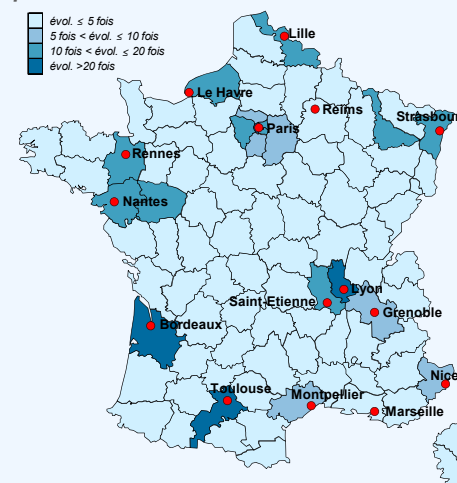 évol. ≤ 5 fois
5 fois < évol. ≤ 10 fois
10 fois < évol. ≤ 20 fois
évol. >20 fois
Lille
Le Havre
Reims
Strasbour
Paris
Rennes
Nantes
Lyon
Saint-Etienne
Grenoble
Bordeaux
Nice
Toulouse
Montpellier
Marseille